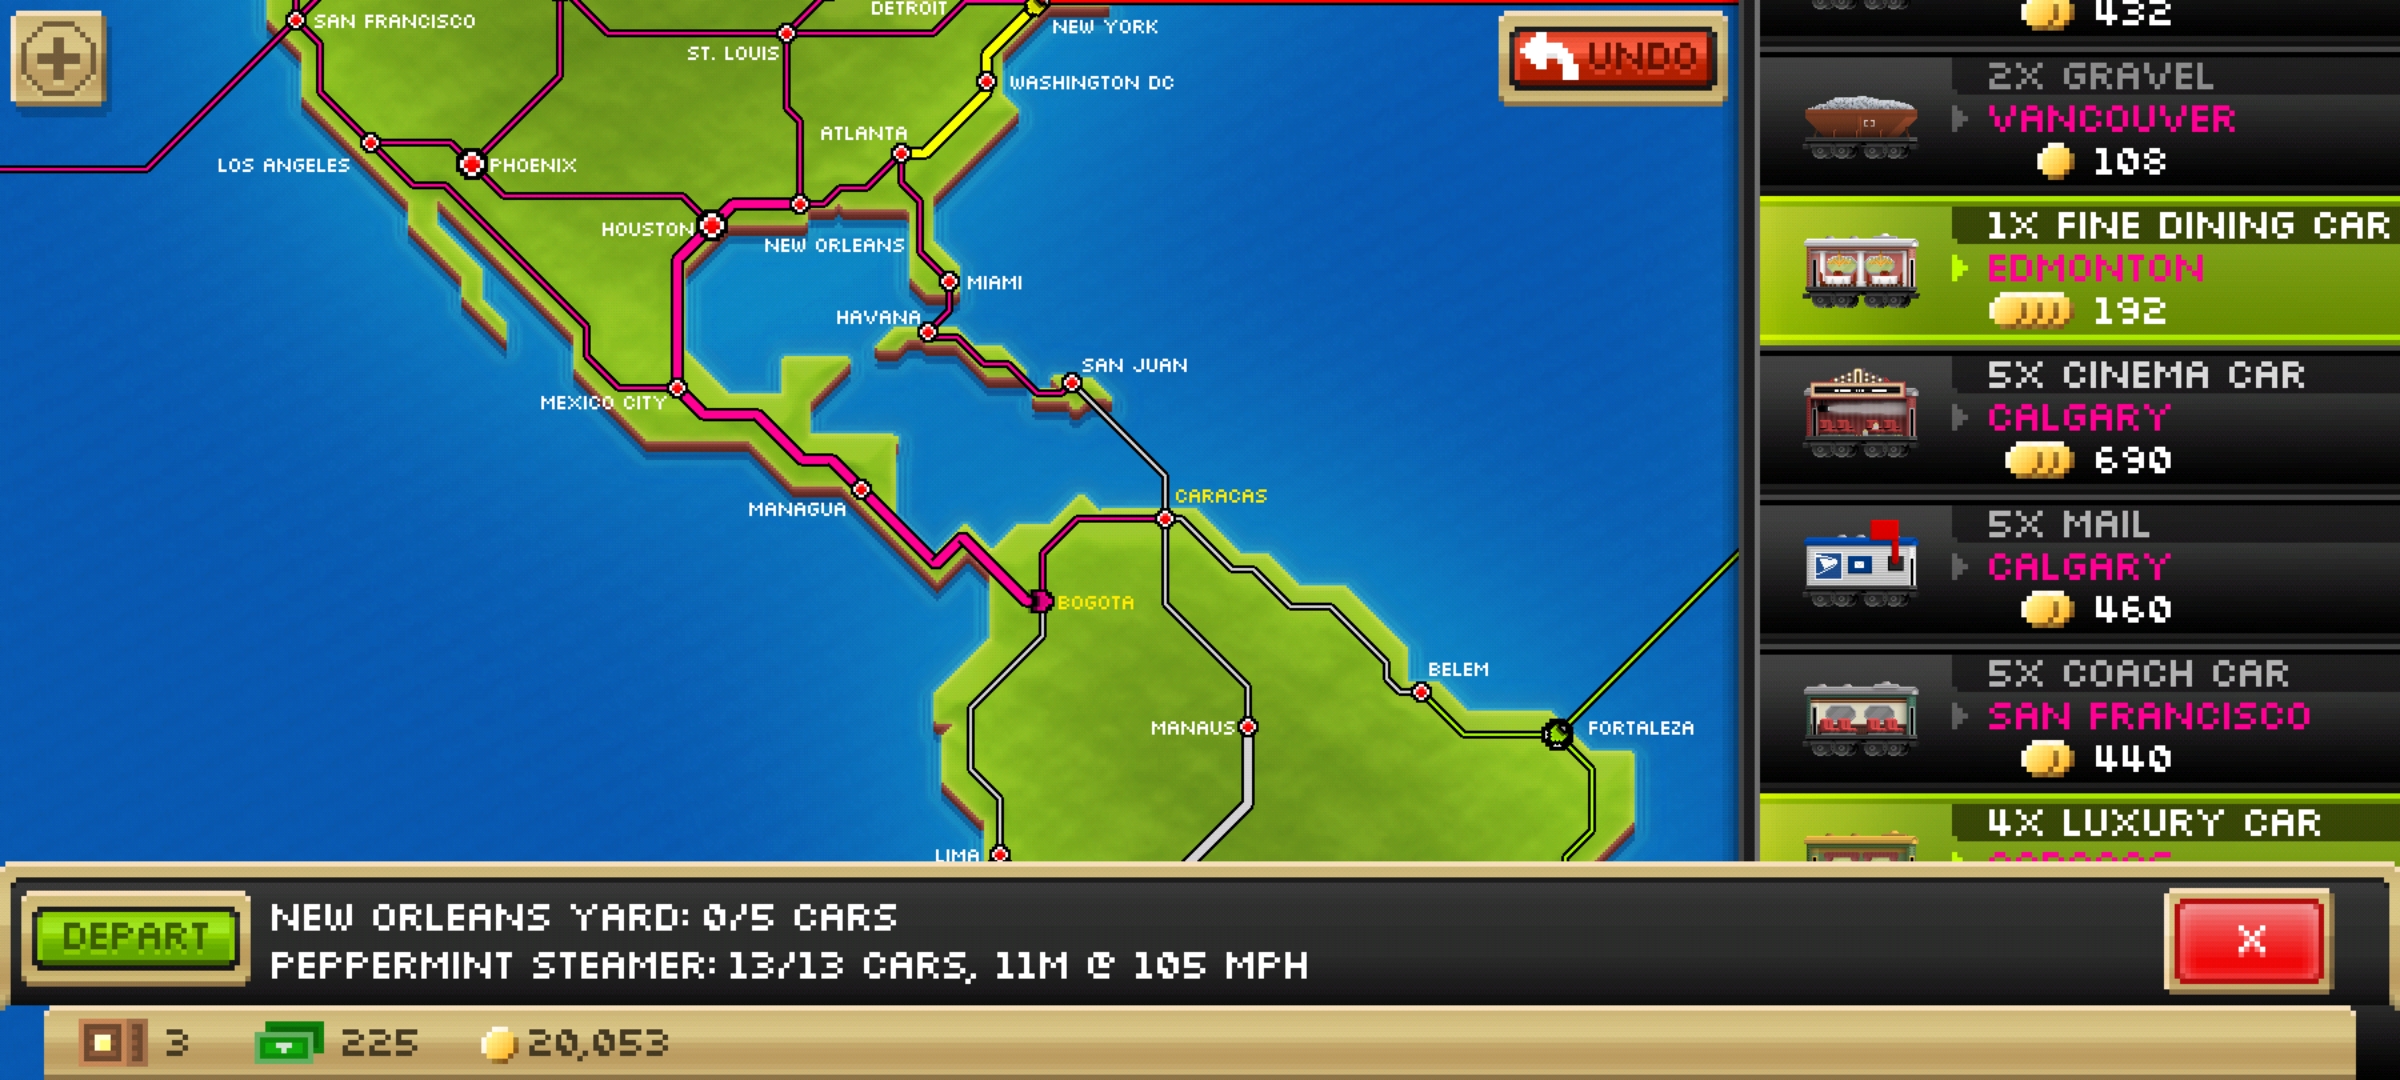 SAN FRANCISCO
DETROIT
NEW YORK
ST. LOUIS
WASHINGTON DC
UNDO
ATLANTA
LOS ANGELES
PHOENIX
HOUSTON
NEW ORLEANS
MIAMI
HAVANA
SAN JUAN
MEXICO CITY
CARACAS
MANAGUA
BOGOTA
BELEM
MANAUS
FORTALEZA
LIMA
432
2X GRAVEL
VANCOUVER
108
1X FINE DINING CAR
EDMONTON
192
5X CINEMA CAR
CALGARY
690
5X MAIL
CALGARY
460
5X COACH CAR
SAN FRANCISCO
440
4X LUXURY CAR
DEPART
NEW ORLEANS YARD: 0/5 CARS
PEPPERMINT STEAMER: 13/13 CARS, 11M @ 105 MPH
X
3
225
20,053